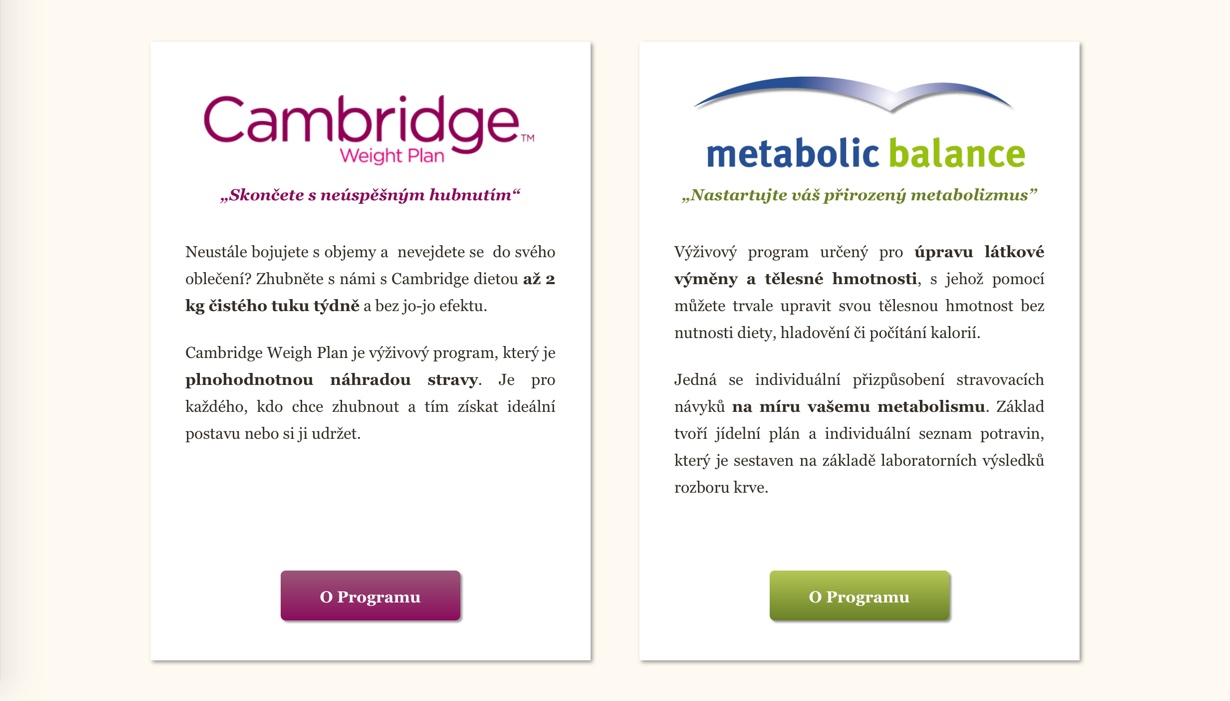 Cambridge™
Weight Plan
„Skončete s neúspěšným hubnutím“
Neustále bojujete s objemy a  nevejdete se  do svého
oblečení? Zhubněte s námi s Cambridge dietou až 2
kg čistého tuku týdně a bez jo-jo efektu.
Cambridge Weigh Plan je výživový program, který je
plnohodnotnou náhradou stravy. Je pro
každého, kdo chce zhubnout a tím získat ideální
postavu nebo si ji udržet.
O Programu
metabolic balance
„Nastartujte váš přirozený metabolizmus”
Výživový program určený pro úpravu látkové
výměny a tělesné hmotnosti, s jehož pomocí
můžete trvale upravit svou tělesnou hmotnost bez
nutnosti diety, hladovění či počítání kalorií.
Jedná se individuální přizpůsobení stravovacích
návyků na míru vašemu metabolismu. Základ
tvoří jídelní plán a individuální seznam potravin,
který je sestaven na základě laboratorních výsledků
rozboru krve.
O Programu